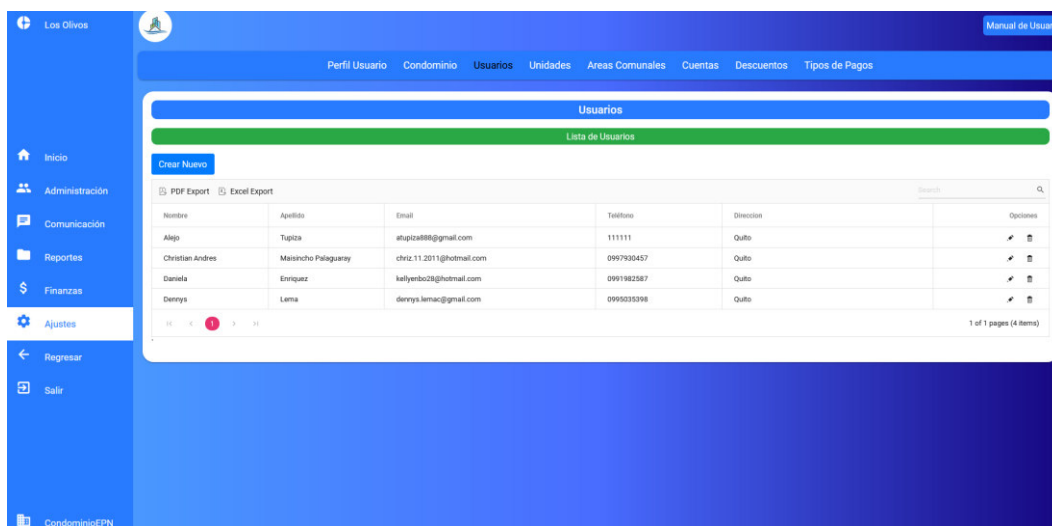 Los Olivos
Manual de Usuar
Perfil Usuario Condominio Usuarios Unidades Areas Comunales Cuentas Descuentos Tipos de Pagos
Usuarios
Lista de Usuarios
Inicio
Crear Nuevo
Administración
PDF Export Excel Export Search
Nombre Apellido Email Teléfono Direccion Opciones
Comunicación
Alejo Tupiza atupiza888@gmail.com 111111 Quito
Reportes
Christian Andres Maisincho Palaguaray chriz.11.2011@hotmail.com 0997930457 Quito
Daniela Enriquez kellyenbo28@hotmail.com 0991982587 Quito
Finanzas
Dennys Lema dennys.lemac@gmail.com 0995035398 Quito
Ajustes
1 1 of 1 pages (4 items)
Regresar
Salir
CondominioEPN